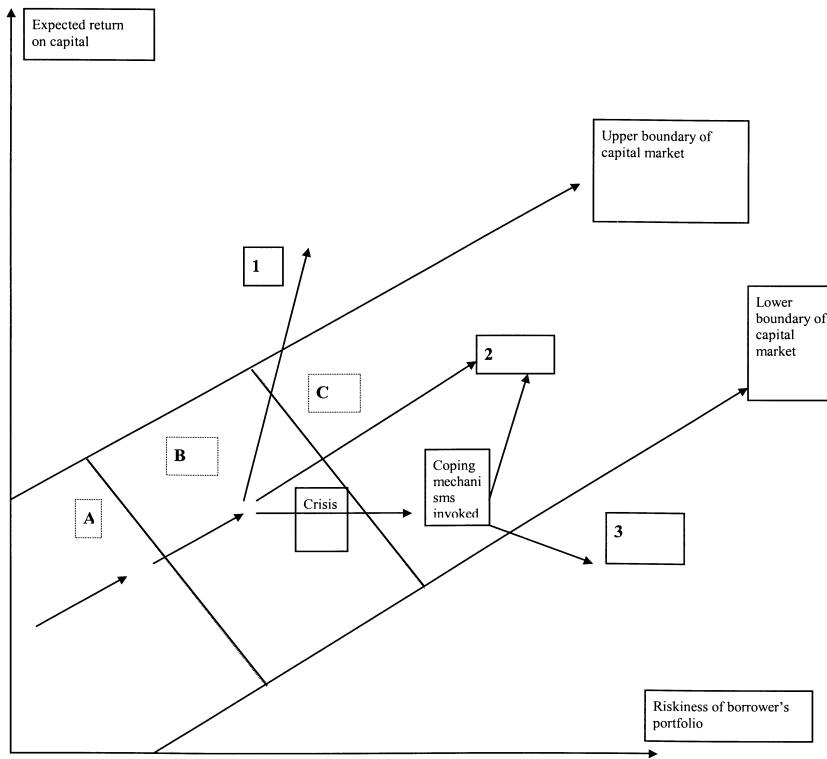 Expected return
on capital
Upper boundary of
capital market
1
Lower
boundary of
capital
market
2
C
B
Coping
mechani
sms
invoked
A
Crisis
3
Riskiness of borrower's
portfolio